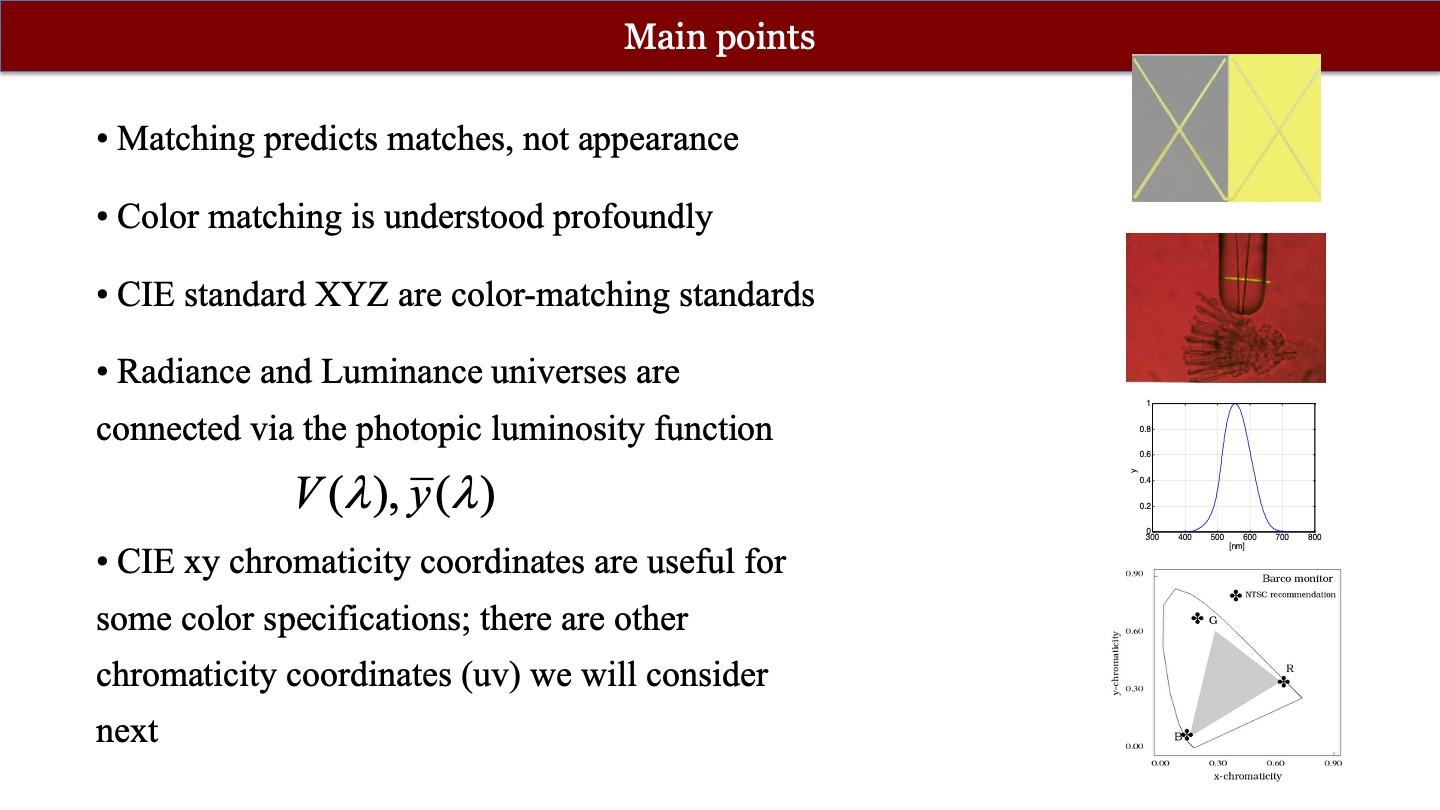 Main points
• Matching predicts matches, not appearance
• Color matching is understood profoundly
• CIE standard XYZ are color-matching standards
• Radiance and Luminance universes are
connected via the photopic luminosity function
V(λ), y̅(λ)
• CIE xy chromaticity coordinates are useful for
some color specifications; there are other
chromaticity coordinates (uv) we will consider
next
1
0.8
0.6
0.4
0.2
0
y
300 400 500 600 700 800
[nm]
0.90
0.60
0.30
0.00
y-chromaticity
Barco monitor
NTSC recommendation
G
R
B
0.00 0.30 0.60 0.90
x-chromaticity